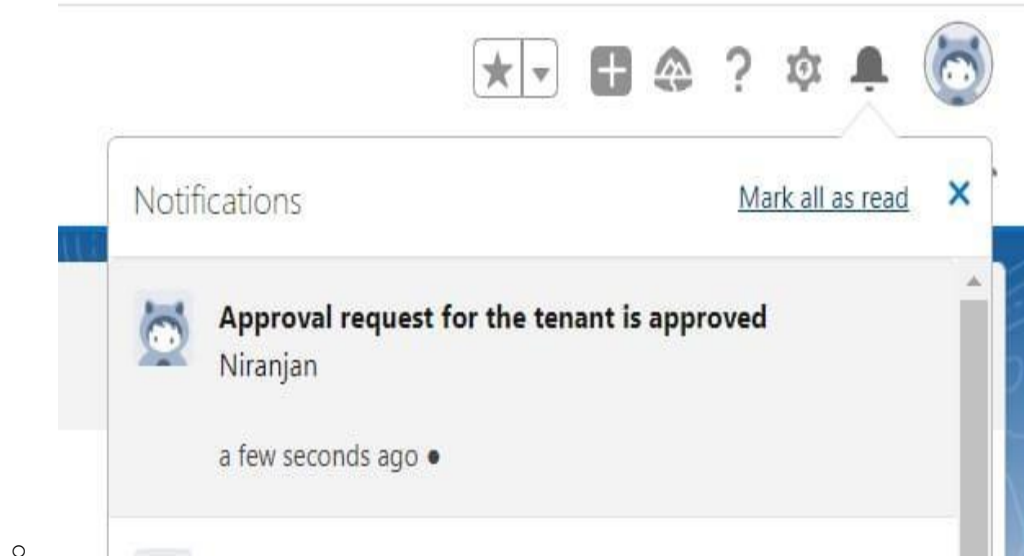 Notifications
Mark all as read
Approval request for the tenant is approved
Niranjan
a few seconds ago